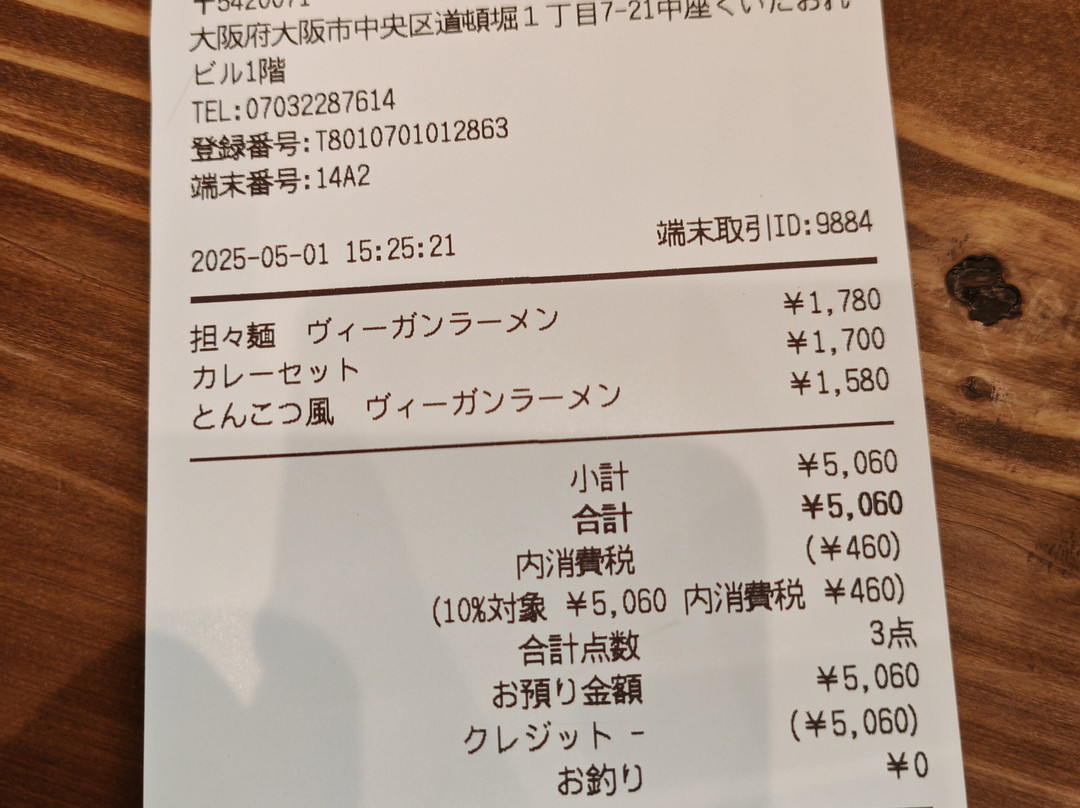 〒5420071
大阪府大阪市中央区道頓堀１丁目7-21中座くいだおれ
ビル1階
TEL:07032287614
登録番号:T8010701012863
端末番号:14A2
2025-05-01 15:25:21 端末取引ID:9884
担々麺　ヴィーガンラーメン ¥1,780
カレーセット ¥1,700
とんこつ風　ヴィーガンラーメン ¥1,580
小計 ¥5,060
合計 ¥5,060
内消費税 (¥460)
(10%対象 ¥5,060 内消費税 ¥460)
合計点数 3点
お預り金額 ¥5,060
クレジット - (¥5,060)
お釣り ¥0